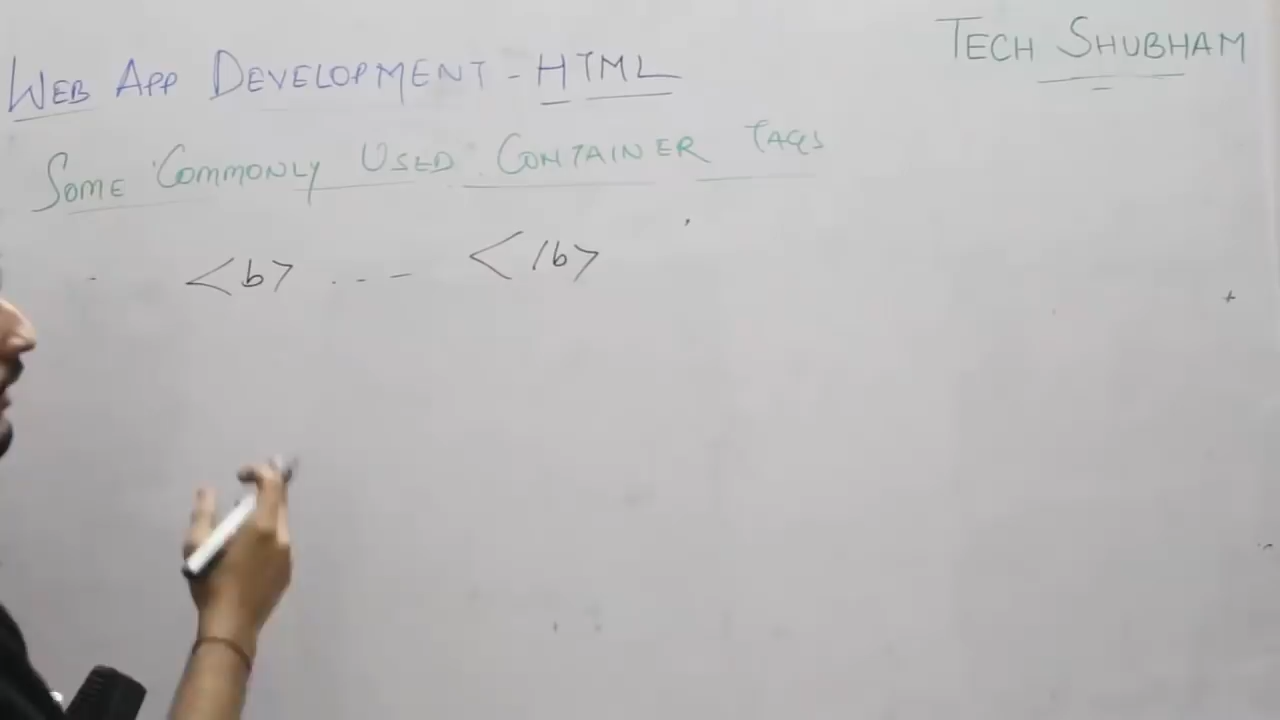 TECH SHUBHAM
WEB APP DEVELOPMENT - HTML
SOME COMMONLY USED CONTAINER TAGS
<b> ... - </b>